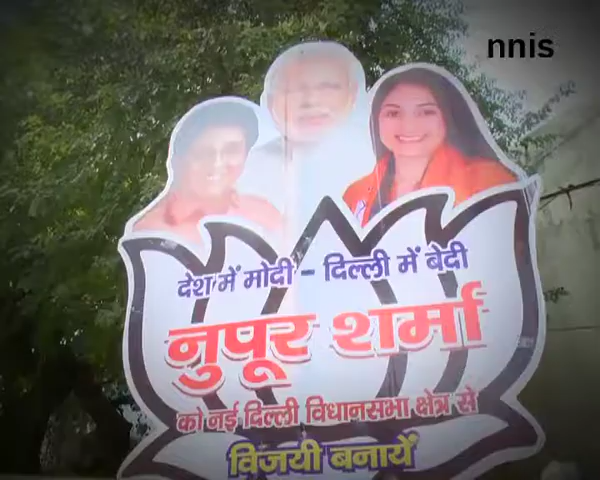 nnis
देश में मोदी - दिल्ली में बेदी
नुपूर शर्मा
को नई दिल्ली विधानसभा क्षेत्र से
विजयी बनायें